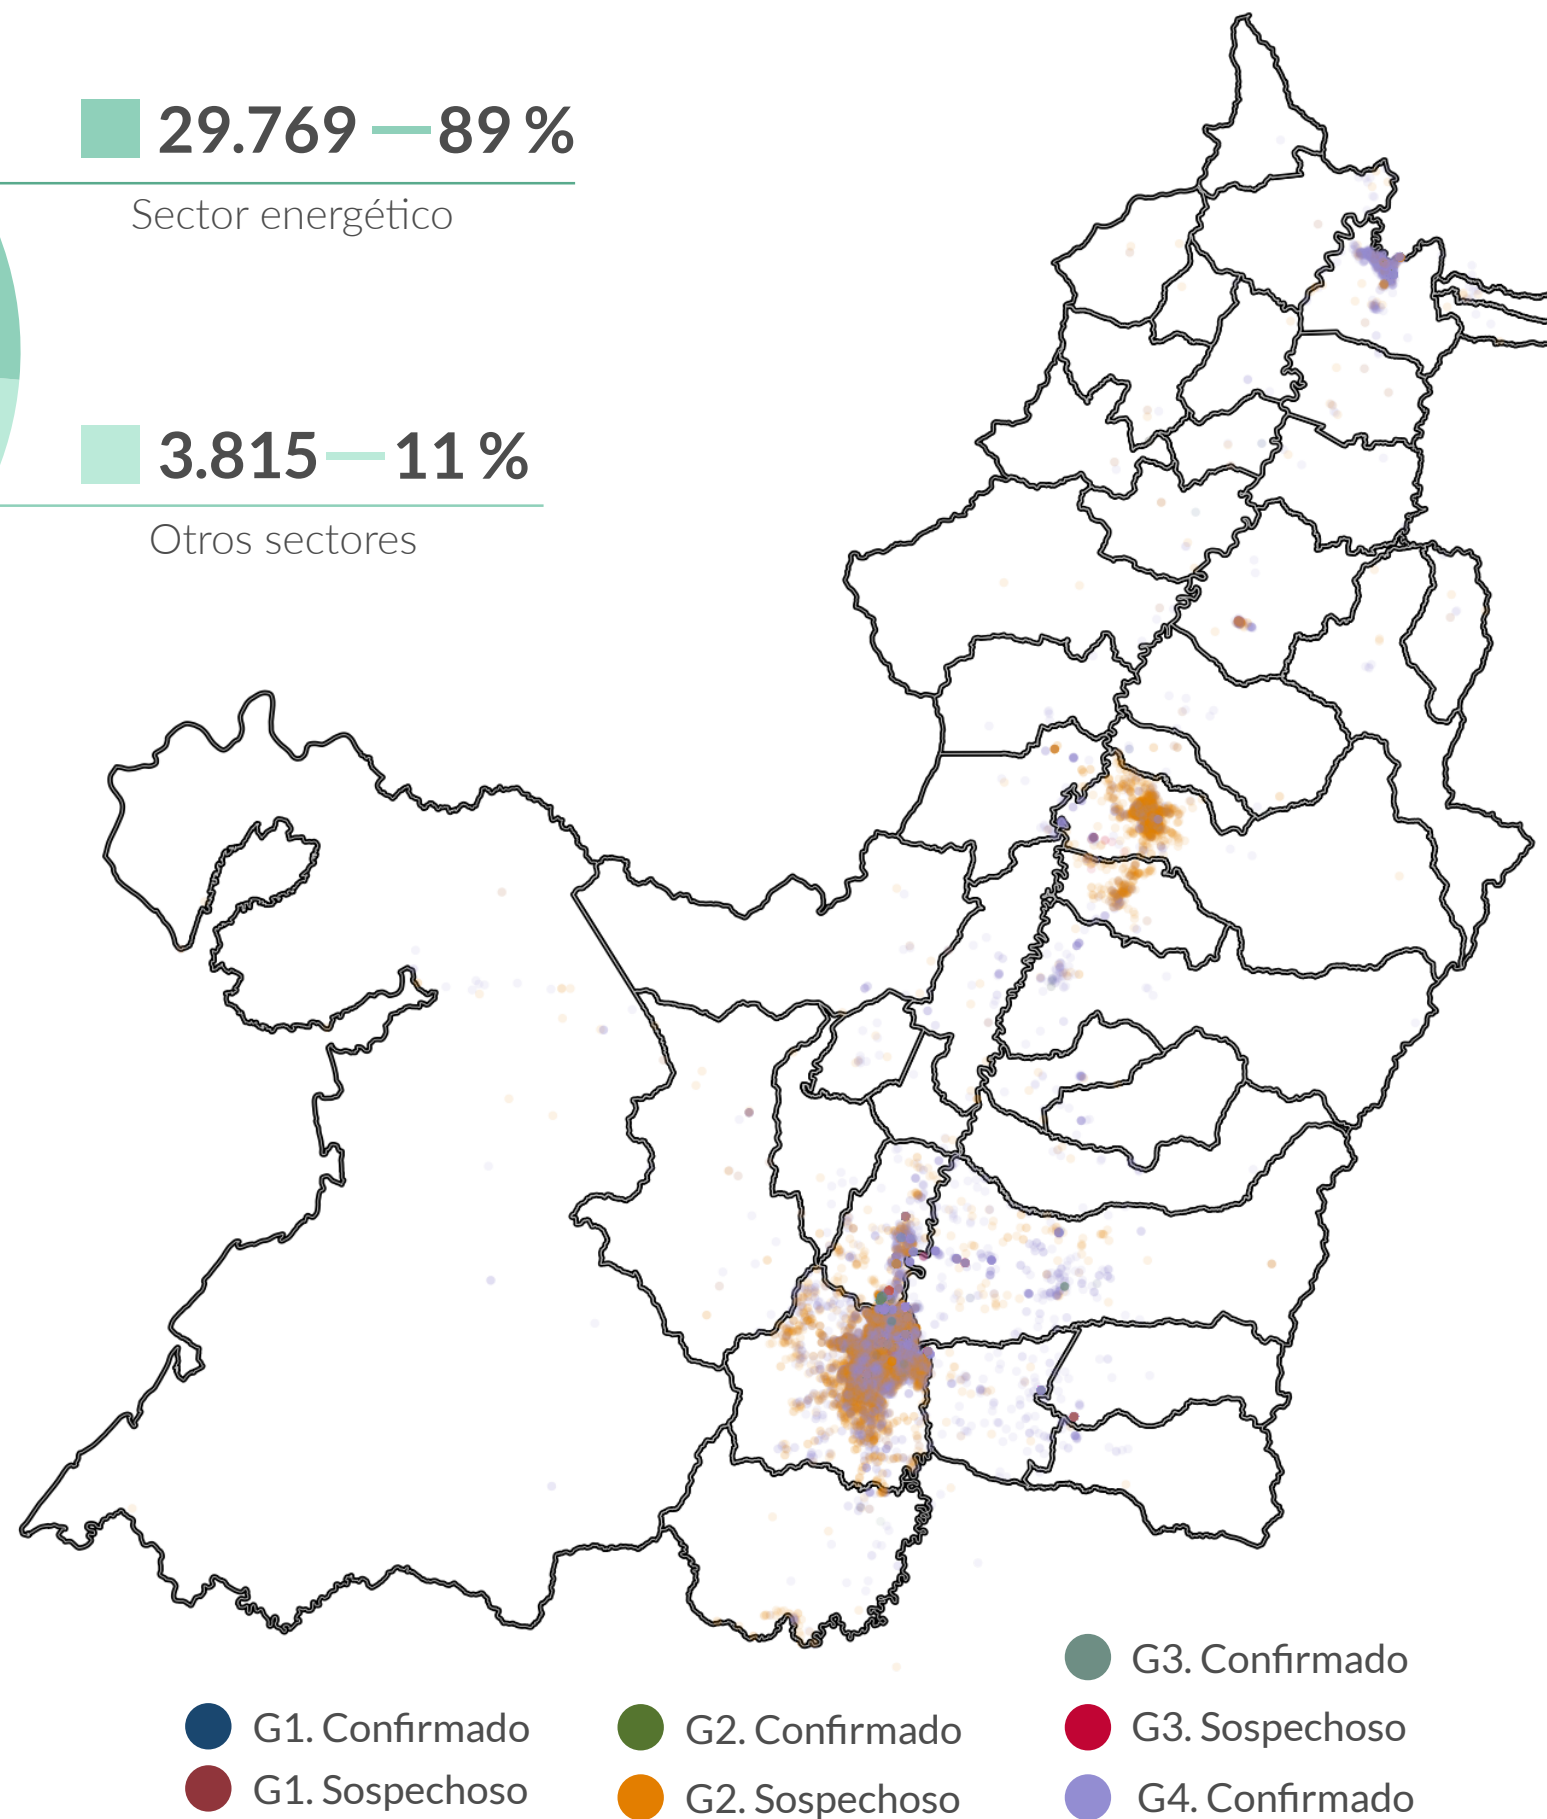 29.769 — 89 %
Sector energético
3.815 — 11 %
Otros sectores
G3. Confirmado
G1. Confirmado
G2. Confirmado
G3. Sospechoso
G1. Sospechoso
G2. Sospechoso
G4. Confirmado